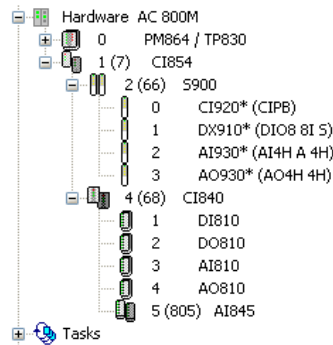 Hardware AC 800M
0 PM864 / TP830
1 (7) CI854
2 (66) S900
0 CI920* (CIPB)
1 DX910* (DIO8 8I S)
2 AI930* (AI4H A 4H)
3 AO930* (AO4H 4H)
4 (68) CI840
1 DI810
2 DO810
3 AI810
4 AO810
5 (805) AI845
Tasks